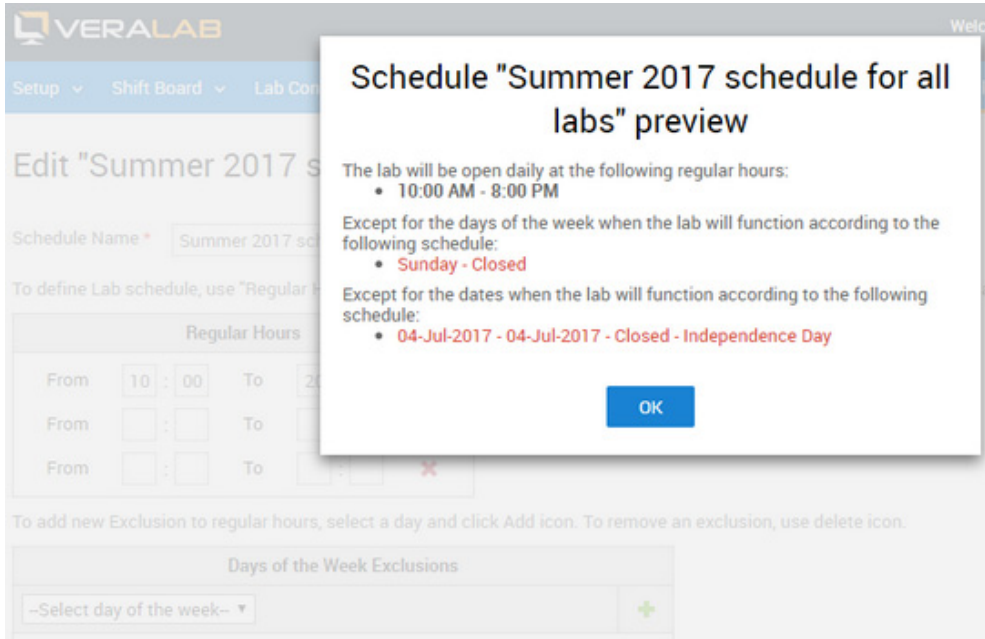 VERALAB
Welc
Setup Shift Board Lab Con
Schedule "Summer 2017 schedule for all
labs" preview
The lab will be open daily at the following regular hours:
• 10:00 AM - 8:00 PM
Except for the days of the week when the lab will function according to the
following schedule:
• Sunday - Closed
Except for the dates when the lab will function according to the following
schedule:
• 04-Jul-2017 - 04-Jul-2017 - Closed - Independence Day
OK
Edit "Summer 2017 s
Schedule Name * Summer 2017 sch
To define Lab schedule, use "Regular H
Regular Hours
From 10 : 00 To 20
From : To
From : To :
To add new Exclusion to regular hours, select a day and click Add icon. To remove an exclusion, use delete icon.
Days of the Week Exclusions
--Select day of the week--